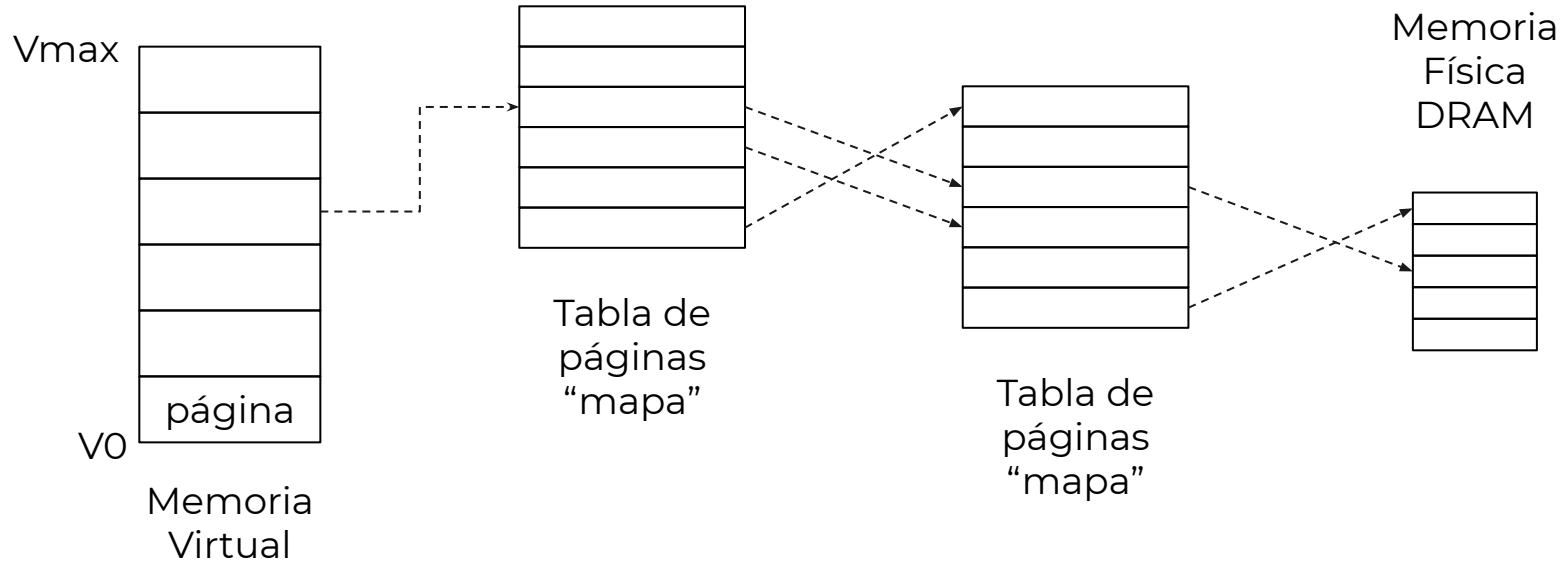 Vmax
página
V0
Memoria
Virtual
Tabla de
páginas
“mapa”
Tabla de
páginas
“mapa”
Memoria
Física
DRAM